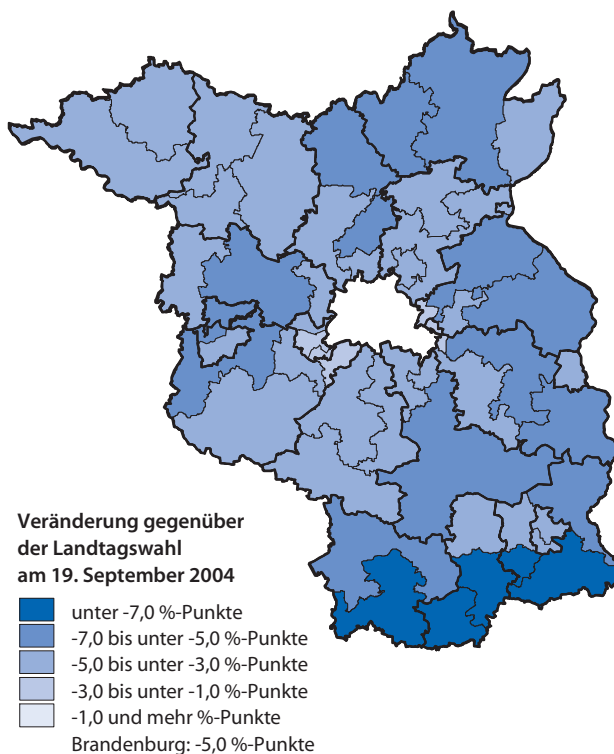 Veränderung gegenüber
der Landtagswahl
am 19. September 2004
unter -7,0 %-Punkte
-7,0 bis unter -5,0 %-Punkte
-5,0 bis unter -3,0 %-Punkte
-3,0 bis unter -1,0 %-Punkte
-1,0 und mehr %-Punkte
Brandenburg: -5,0 %-Punkte